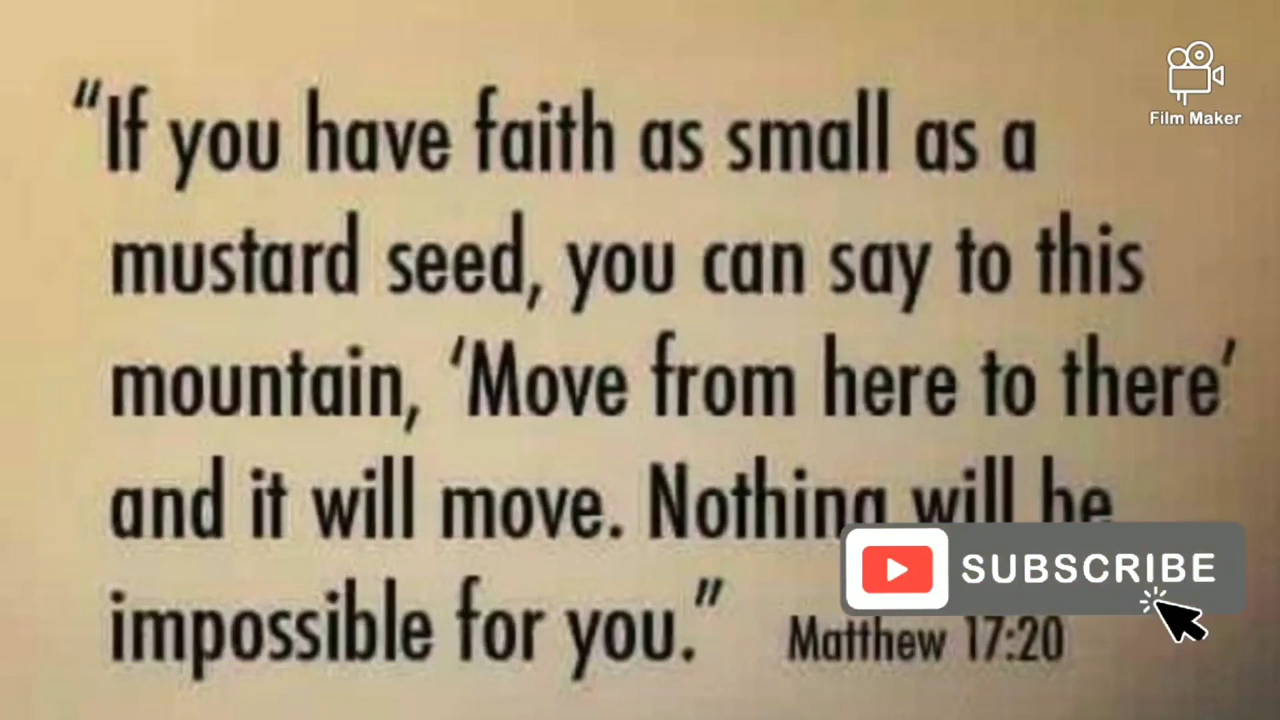 Film Maker
“If you have faith as small as a
mustard seed, you can say to this
mountain, ‘Move from here to there’
and it will move. Nothing will be
impossible for you.”
SUBSCRIBE
Matthew 17:20